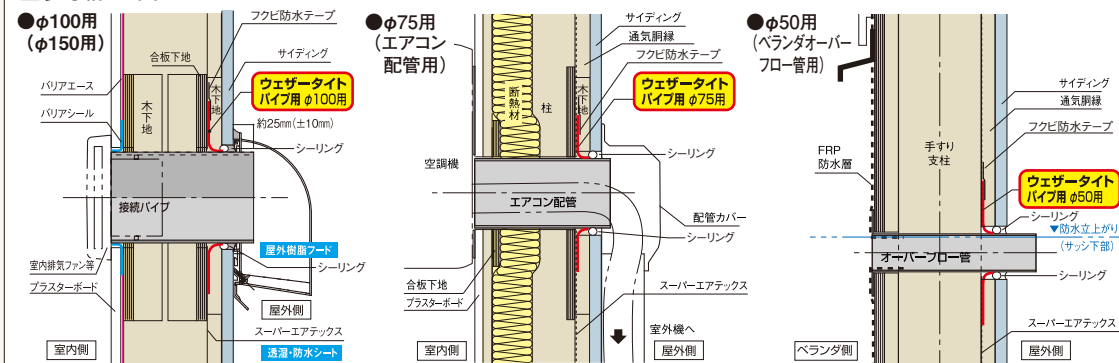 ●φ100用
(φ150用)
フクビ防水テープ
合板下地
サイディング
バリアエース
木下地
木下地
ウェザータイト
パイプ用 φ100用
バリアシール
約25mm(±10mm)
シーリング
接続パイプ
屋外樹脂フード
室内排気ファン等
シーリング
プラスターボード
屋外側
スーパーエアテックス
室内側
透湿・防水シート
●φ75用
(エアコン
配管用)
サイディング
通気胴縁
フクビ防水テープ
断熱材
柱
木下地
ウェザータイト
パイプ用 φ75用
シーリング
空調機
エアコン配管
配管カバー
シーリング
合板下地
プラスターボード
スーパーエアテックス
室外機へ
室内側
屋外側
●φ50用
(ベランダオーバー
フロー管用)
サイディング
通気胴縁
フクビ防水テープ
FRP
防水層
手すり
支柱
ウェザータイト
パイプ用 φ50用
シーリング
▼防水立上がり
(サッシ下部)
オーバーフロー管
シーリング
スーパーエアテックス
ベランダ側
屋外側